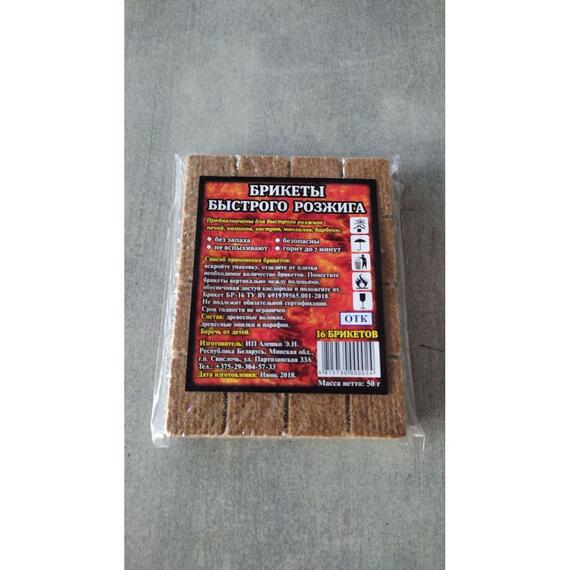 БРИКЕТЫ
БЫСТРОГО РОЗЖИГА
Предназначены для быстрого розжига
печей, каминов, костров, мангалов, барбекю.
• без запаха • безопасны
• не вспыхивают • горит до 7 минут
Способ применения брикетов:
вскройте упаковку, отделите от плитки
необходимое количество брикетов. Поместите
брикеты вертикально между поленьями,
обеспечивая доступ кислорода и подожгите их.
Брикет БР-16 ТУ BY 691939565.001-2018.
Не подлежит обязательной сертификации.
Срок годности не ограничен
Состав: древесные волокна,
древесные опилки и парафин.
Беречь от детей.
ОТК
16 БРИКЕТОВ
Изготовитель: ИП Алешко Э.Н.
Республика Беларусь, Минская обл.,
г.п. Свислочь, ул. Партизанская 33А
Тел.: +375-29-304-57-33
Дата изготовления: Июнь 2018.
Масса нетто: 50 г